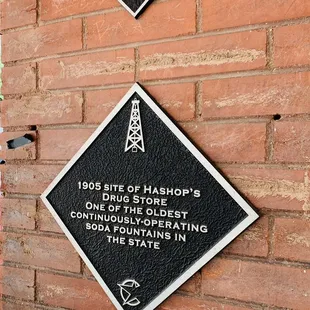 1905 SITE OF HASHOP'S
DRUG STORE
ONE OF THE OLDEST
CONTINUOUSLY-OPERATING
SODA FOUNTAINS IN
THE STATE